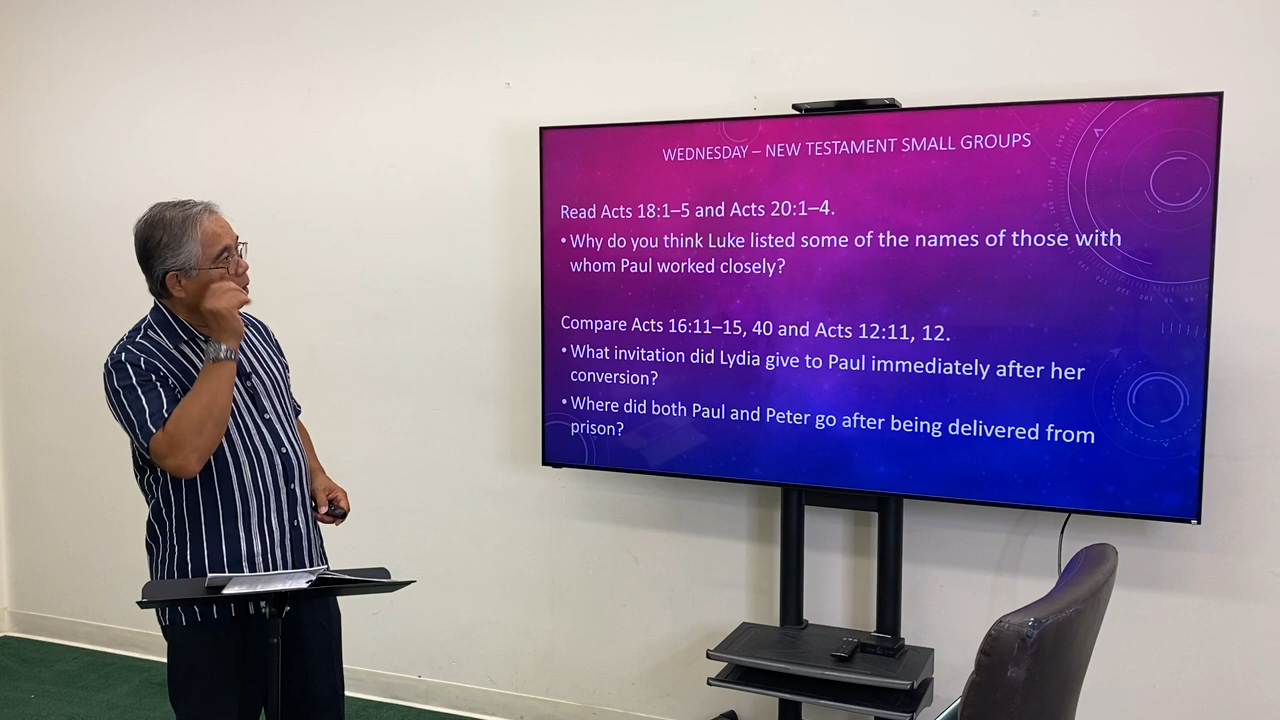 WEDNESDAY – NEW TESTAMENT SMALL GROUPS
Read Acts 18:1–5 and Acts 20:1–4.
• Why do you think Luke listed some of the names of those with
whom Paul worked closely?
Compare Acts 16:11–15, 40 and Acts 12:11, 12.
• What invitation did Lydia give to Paul immediately after her
conversion?
• Where did both Paul and Peter go after being delivered from
prison?